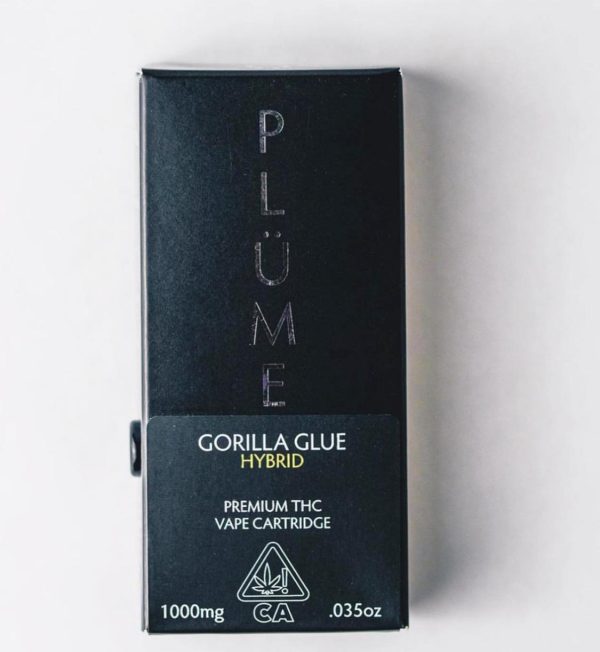 PLÜME
GORILLA GLUE
HYBRID
PREMIUM THC
VAPE CARTRIDGE
!
CA
1000mg
.035oz